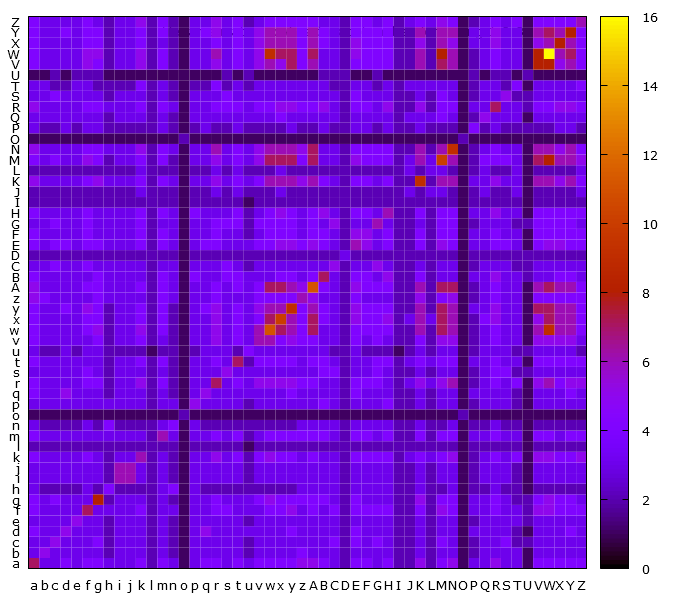 Z
Y
X
W
V
U
T
S
R
Q
P
O
N
M
L
K
J
I
H
G
F
E
D
C
B
A
z
y
x
w
v
u
t
s
r
q
p
o
n
m
l
k
j
i
h
g
f
e
d
c
b
a
a b c d e f g h i j k l m n o p q r s t u v w x y z A B C D E F G H I J K L M N O P Q R S T U V W X Y Z
16
14
12
10
8
6
4
2
0